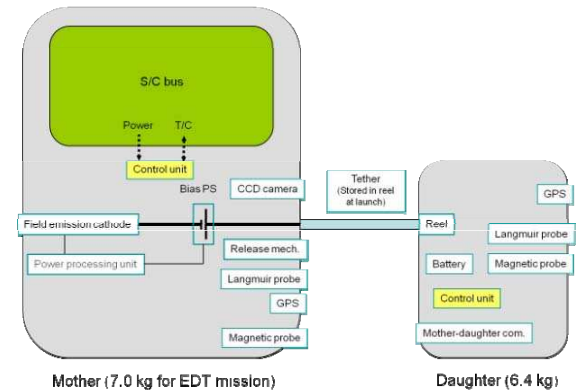 S/C bus
Power T/C
Control unit
Bias PS
CCD camera
Tether
(Stored in reel
at launch)
GPS
Field emission cathode
Reel
Langmuir probe
Release mech.
Power processing unit
Battery
Magnetic probe
Langmuir probe
Control unit
GPS
Mother-daughter com.
Magnetic probe
Mother (7.0 kg for EDT mission)
Daughter (6.4 kg)